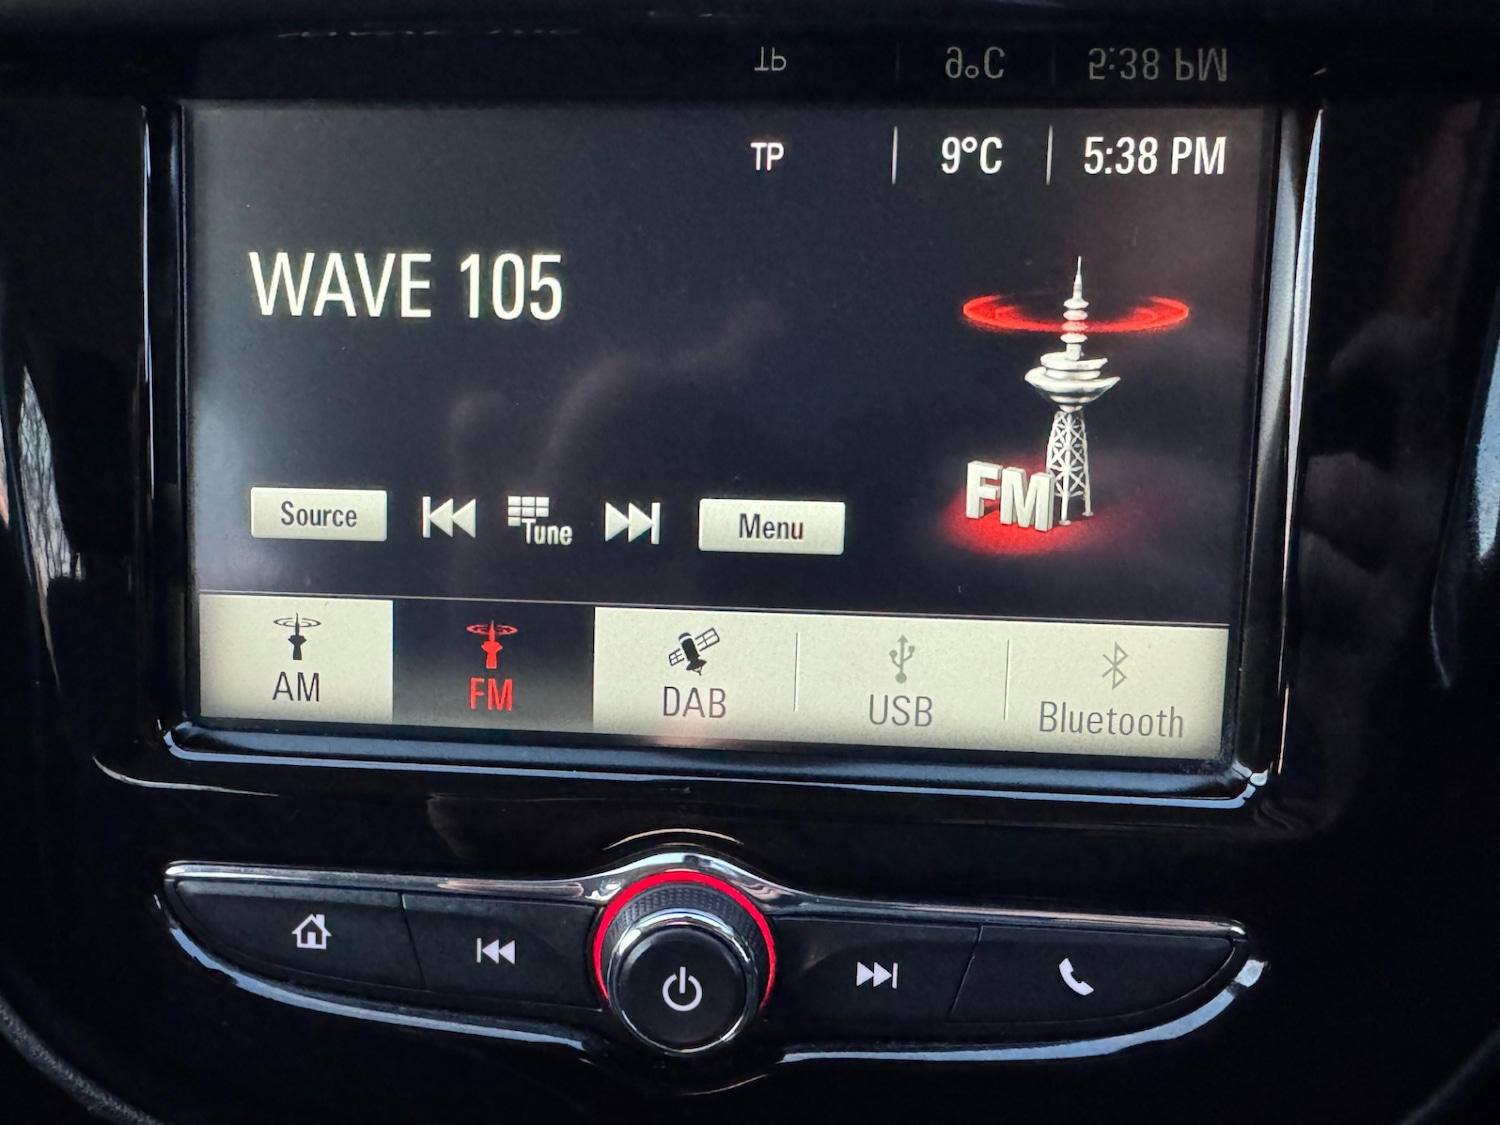 TP 9°C 5:38 PM
WAVE 105
FM
Source Tune Menu
AM FM DAB USB Bluetooth